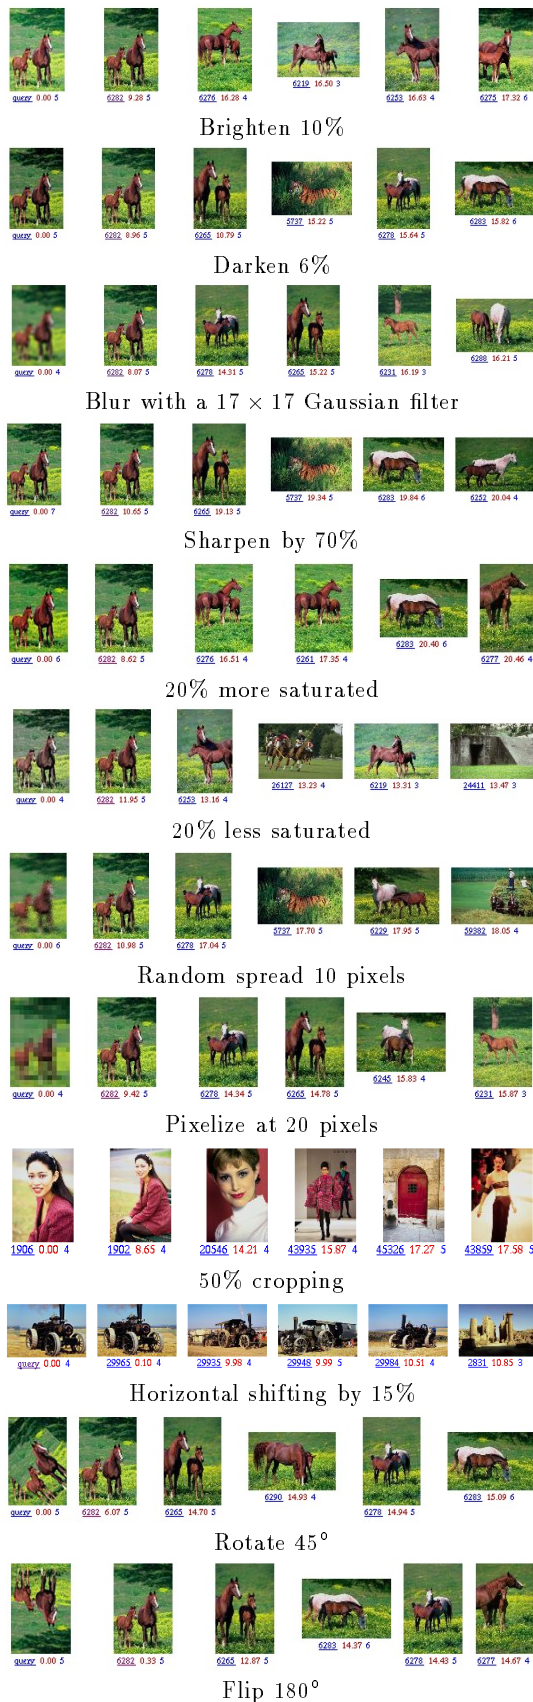 query 0.00 5 6282 9.28 5 6276 16.28 4 6219 16.50 3 6253 16.63 4 6275 17.32 6
Brighten 10%
query 0.00 5 6282 8.96 5 6265 10.79 5 5737 15.22 5 6278 15.64 5 6283 15.82 6
Darken 6%
query 0.00 4 6282 8.07 5 6278 14.31 5 6265 15.22 5 6231 16.19 3 6288 16.21 5
Blur with a 17 × 17 Gaussian filter
query 0.00 7 6282 10.65 5 6265 19.13 5 5737 19.34 5 6283 19.84 6 6252 20.04 4
Sharpen by 70%
query 0.00 6 6282 8.62 5 6276 16.51 4 6261 17.35 4 6283 20.40 6 6277 20.46 4
20% more saturated
query 0.00 4 6282 11.95 5 6253 13.16 4 26127 13.23 4 6219 13.31 3 24411 13.47 3
20% less saturated
query 0.00 6 6282 10.98 5 6278 17.04 5 5737 17.70 5 6229 17.95 5 59382 18.05 4
Random spread 10 pixels
query 0.00 4 6282 9.42 5 6278 14.34 5 6265 14.78 5 6245 15.83 4 6231 15.87 3
Pixelize at 20 pixels
1906 0.00 4 1902 8.65 4 20546 14.21 4 43935 15.87 4 45326 17.27 5 43859 17.58 5
50% cropping
query 0.00 4 29965 0.10 4 29935 9.98 4 29948 9.99 5 29984 10.51 4 2831 10.85 3
Horizontal shifting by 15%
query 0.00 5 6282 6.07 5 6265 14.70 5 6290 14.93 4 6278 14.94 5 6283 15.09 6
Rotate 45°
query 0.00 5 6282 0.33 5 6265 12.87 5 6283 14.37 6 6278 14.43 5 6277 14.67 4
Flip 180°